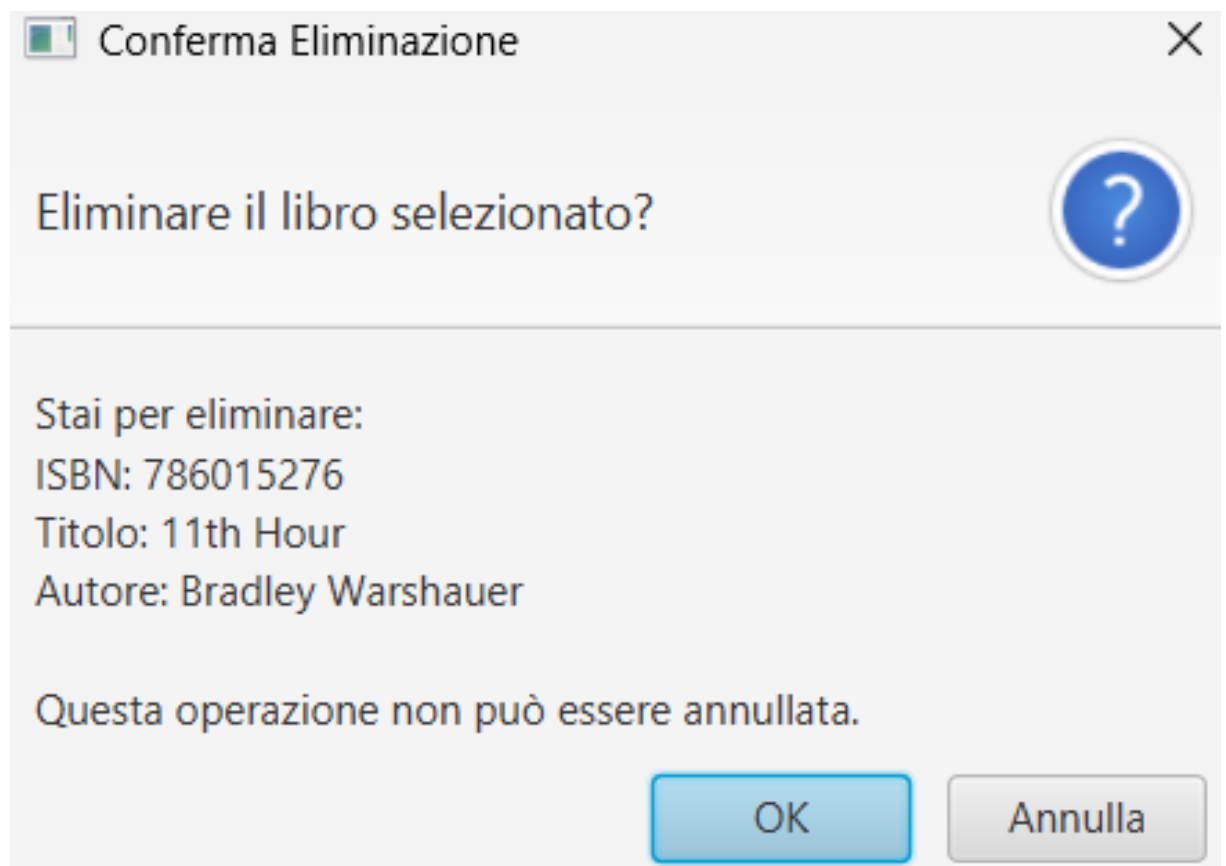 Conferma Eliminazione
Eliminare il libro selezionato?
?
Stai per eliminare:
ISBN: 786015276
Titolo: 11th Hour
Autore: Bradley Warshauer
Questa operazione non può essere annullata.
OK
Annulla